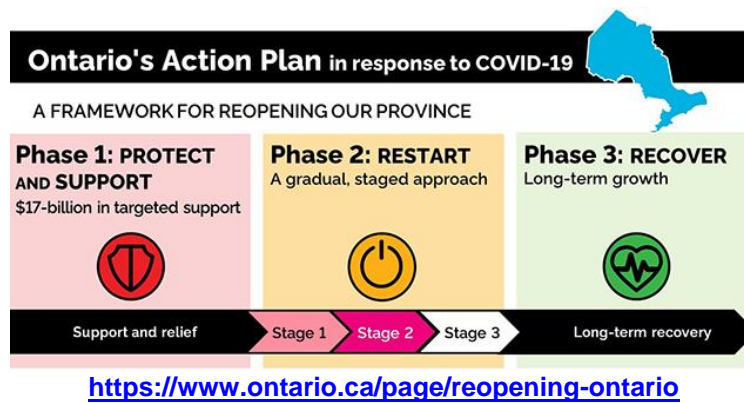 Ontario's Action Plan in response to COVID-19
A FRAMEWORK FOR REOPENING OUR PROVINCE
Phase 1: PROTECT
AND SUPPORT
$17-billion in targeted support
Phase 2: RESTART
A gradual, staged approach
Phase 3: RECOVER
Long-term growth
Support and relief
Stage 1
Stage 2
Stage 3
Long-term recovery
https://www.ontario.ca/page/reopening-ontario